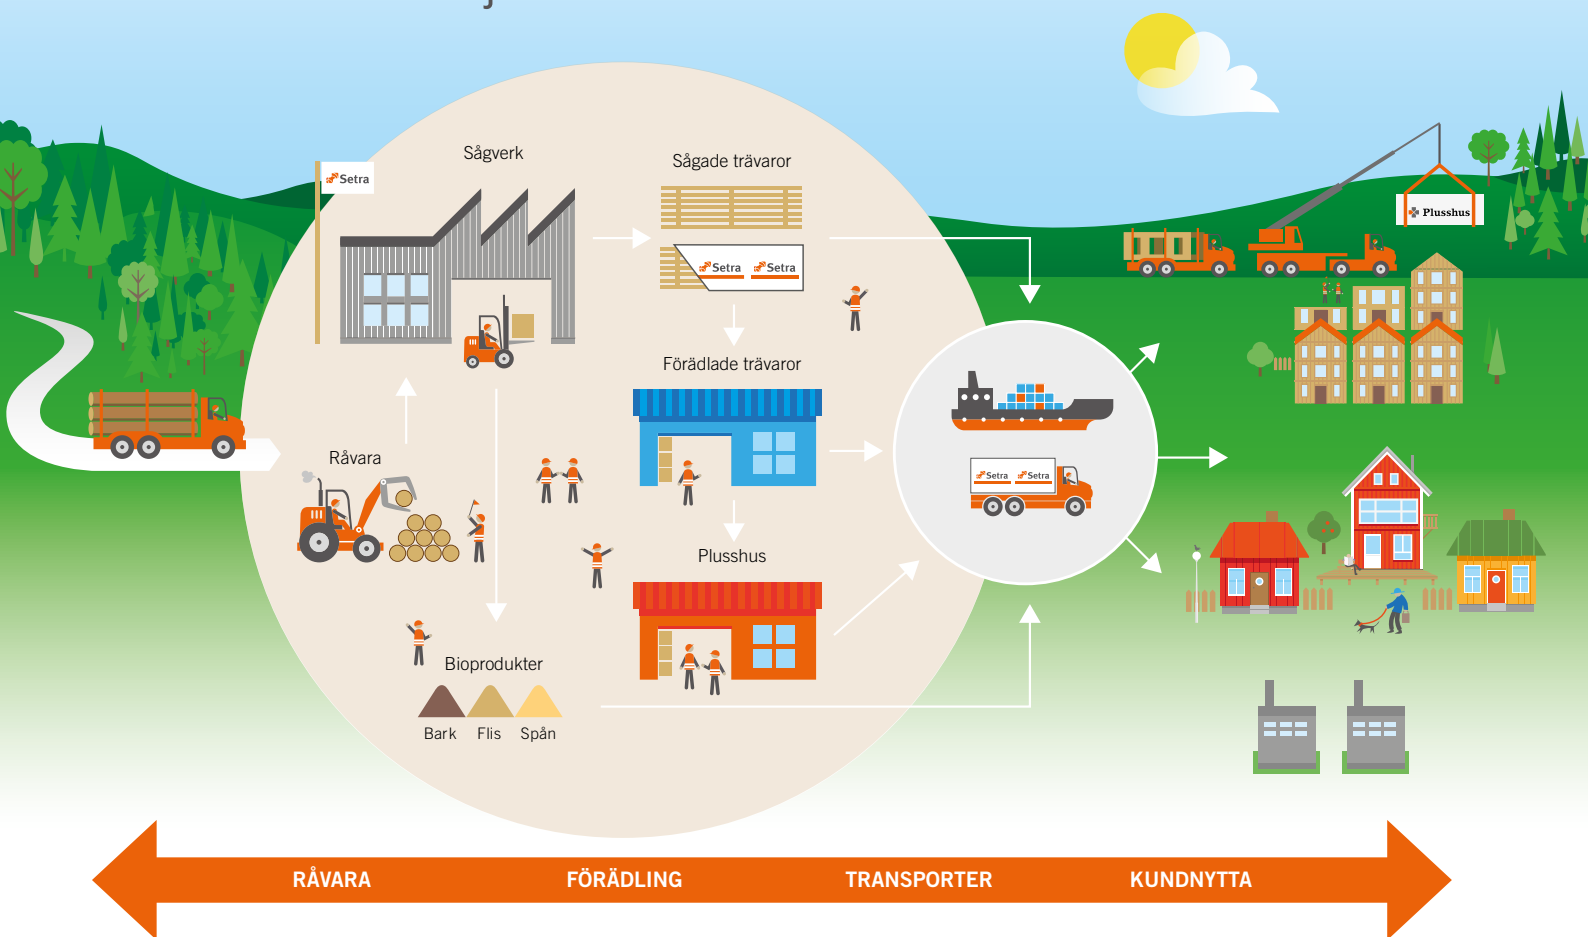 Sågverk
Sågade trävaror
Setra
Setra Setra
Plusshus
Förädlade trävaror
Råvara
Setra Setra
Plusshus
Bioprodukter
Bark Flis Spån
RÅVARA FÖRÄDLING TRANSPORTER KUNDNYTTA